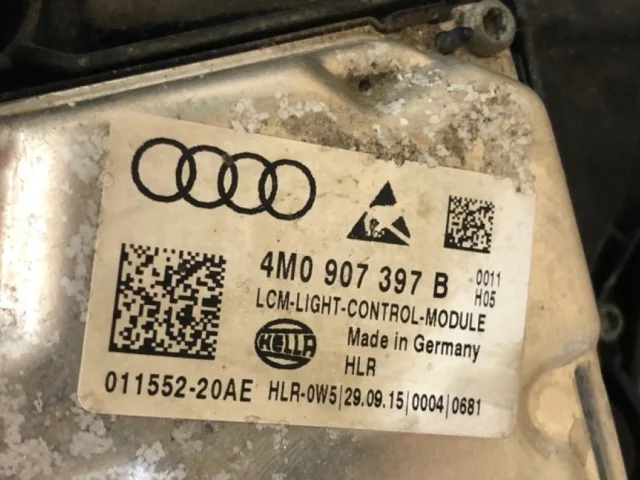 4M0 907 397 B
0011
H05
LCM-LIGHT-CONTROL-MODULE
HELLA
Made in Germany
HLR
011552-20AE
HLR-0W5|29.09.15|0004|0681